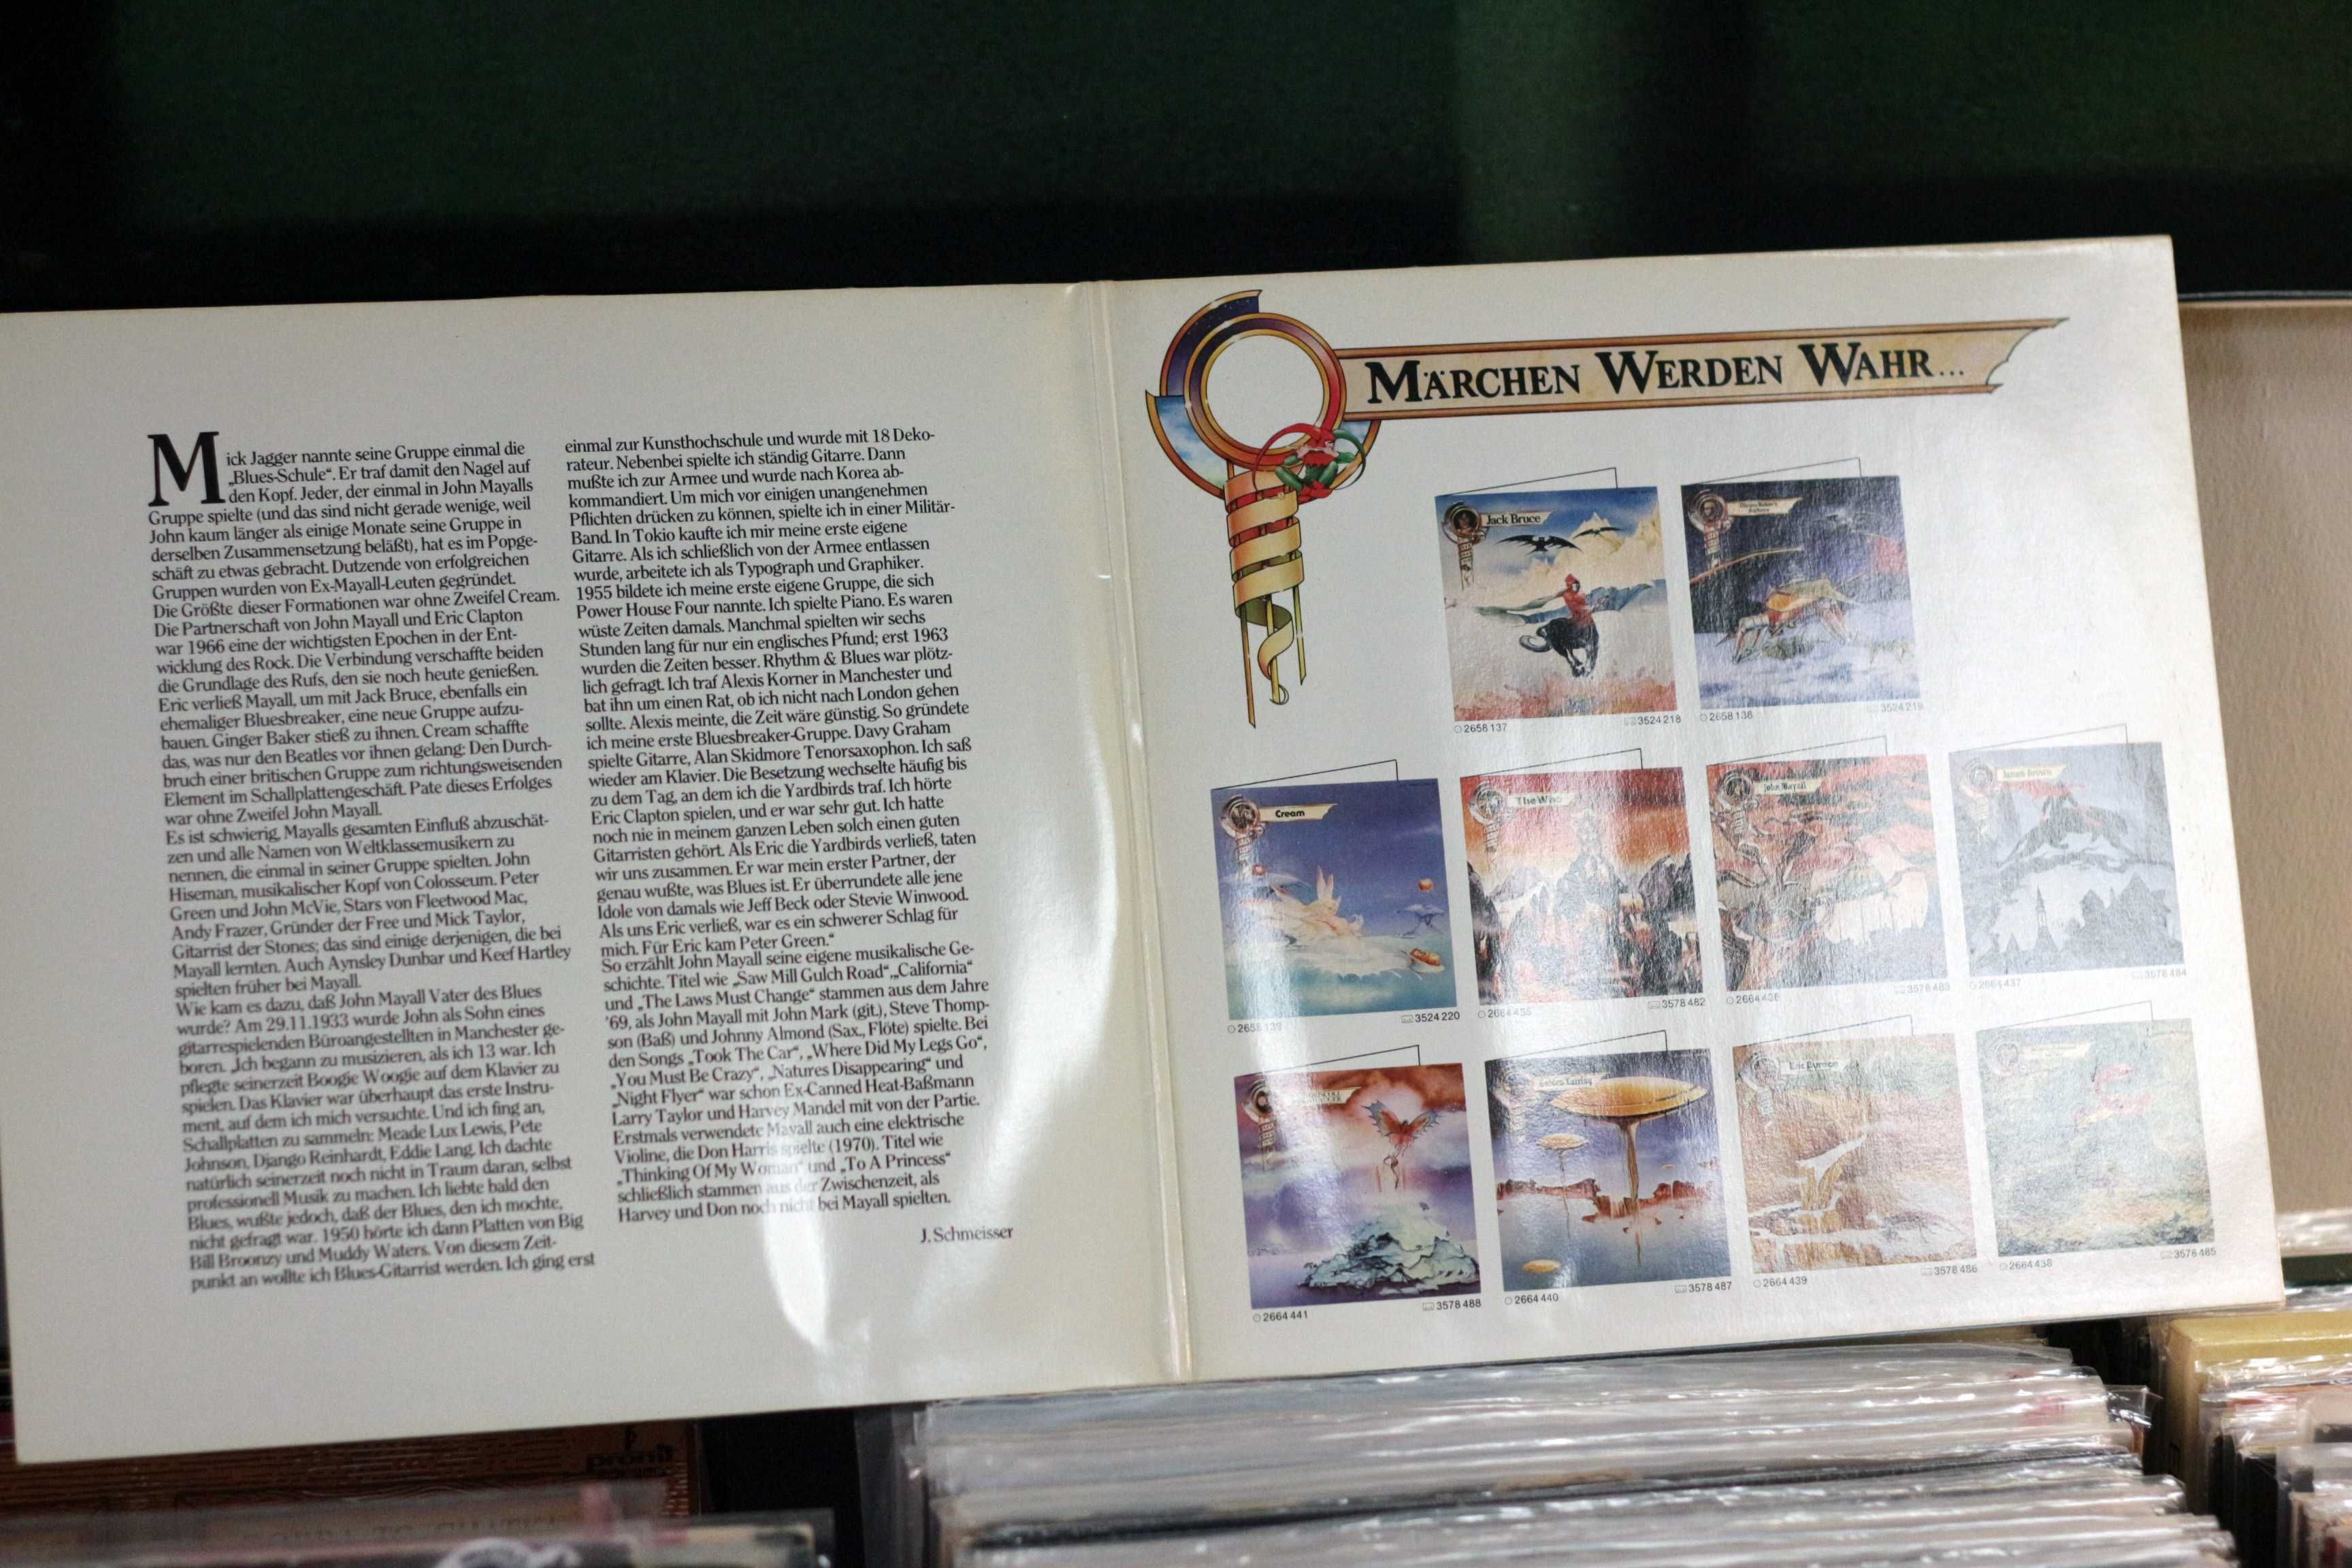 Mick Jagger nannte seine Gruppe einmal die
„Blues-Schule“. Er traf damit den Nagel auf
den Kopf. Jeder, der einmal in John Mayalls
Gruppe spielte (und das sind nicht gerade wenige, weil
John kaum länger als einige Monate seine Gruppe in
derselben Zusammensetzung beläßt), hat es im Popge-
schäft zu etwas gebracht. Dutzende von erfolgreichen
Gruppen wurden von Ex-Mayall-Leuten gegründet.
Die Größte dieser Formationen war ohne Zweifel Cream.
Die Partnerschaft von John Mayall und Eric Clapton
war 1966 eine der wichtigsten Epochen in der Ent-
wicklung des Rock. Die Verbindung verschaffte beiden
die Grundlage des Rufs, den sie noch heute genießen.
Eric verließ Mayall, um mit Jack Bruce, ebenfalls ein
ehemaliger Bluesbreaker, eine neue Gruppe aufzu-
bauen. Ginger Baker stieß zu ihnen. Cream schaffte
das, was nur den Beatles vor ihnen gelang: Den Durch-
bruch einer britischen Gruppe zum richtungsweisenden
Element im Schallplattengeschäft. Pate dieses Erfolges
war ohne Zweifel John Mayall.
Es ist schwierig, Mayalls gesamten Einfluß abzuschät-
zen und alle Namen von Weltklassemusikern zu
nennen, die einmal in seiner Gruppe spielten. John
Hiseman, musikalischer Kopf von Colosseum. Peter
Green und John McVie, Stars von Fleetwood Mac,
Andy Frazer, Gründer der Free und Mick Taylor,
Gitarrist der Stones; das sind einige derjenigen, die bei
Mayall lernten. Auch Aynsley Dunbar und Keef Hartley
spielten früher bei Mayall.
Wie kam es dazu, daß John Mayall Vater des Blues
wurde? Am 29.11.1933 wurde John als Sohn eines
gitarrespielenden Büroangestellten in Manchester ge-
boren. „Ich begann zu musizieren, als ich 13 war. Ich
pflegte seinerzeit Boogie Woogie auf dem Klavier zu
spielen. Das Klavier war überhaupt das erste Instru-
ment, auf dem ich mich versuchte. Und ich fing an,
Schallplatten zu sammeln: Meade Lux Lewis, Pete
Johnson, Django Reinhardt, Eddie Lang. Ich dachte
natürlich seinerzeit noch nicht in Traum daran, selbst
professionell Musik zu machen. Ich liebte bald den
Blues, wußte jedoch, daß der Blues, den ich mochte,
nicht gefragt war. 1950 hörte ich dann Platten von Big
Bill Broonzy und Muddy Waters. Von diesem Zeit-
punkt an wollte ich Blues-Gitarrist werden. Ich ging erst
einmal zur Kunsthochschule und wurde mit 18 Deko-
rateur. Nebenbei spielte ich ständig Gitarre. Dann
mußte ich zur Armee und wurde nach Korea ab-
kommandiert. Um mich vor einigen unangenehmen
Pflichten drücken zu können, spielte ich in einer Militär-
Band. In Tokio kaufte ich mir meine erste eigene
Gitarre. Als ich schließlich von der Armee entlassen
wurde, arbeitete ich als Typograph und Graphiker.
1955 bildete ich meine erste eigene Gruppe, die sich
Power House Four nannte. Ich spielte Piano. Es waren
wüste Zeiten damals. Manchmal spielten wir sechs
Stunden lang für nur ein englisches Pfund; erst 1963
wurden die Zeiten besser. Rhythm & Blues war plötz-
lich gefragt. Ich traf Alexis Korner in Manchester und
bat ihn um einen Rat, ob ich nicht nach London gehen
sollte. Alexis meinte, die Zeit wäre günstig. So gründete
ich meine erste Bluesbreaker-Gruppe. Davy Graham
spielte Gitarre, Alan Skidmore Tenorsaxophon. Ich saß
wieder am Klavier. Die Besetzung wechselte häufig bis
zu dem Tag, an dem ich die Yardbirds traf. Ich hörte
Eric Clapton spielen, und er war sehr gut. Ich hatte
noch nie in meinem ganzen Leben solch einen guten
Gitarristen gehört. Als Eric die Yardbirds verließ, taten
wir uns zusammen. Er war mein erster Partner, der
genau wußte, was Blues ist. Er überrundete alle jene
Idole von damals wie Jeff Beck oder Stevie Winwood.
Als uns Eric verließ, war es ein schwerer Schlag für
mich. Für Eric kam Peter Green.“
So erzählt John Mayall seine eigene musikalische Ge-
schichte. Titel wie „Saw Mill Gulch Road“, „California“
und „The Laws Must Change“ stammen aus dem Jahre
'69, als John Mayall mit John Mark (git.), Steve Thomp-
son (Baß) und Johnny Almond (Sax., Flöte) spielte. Bei
den Songs „Took The Car“, „Where Did My Legs Go“,
„You Must Be Crazy“, „Natures Disappearing“ und
„Night Flyer“ war schon Ex-Canned Heat-Baßmann
Larry Taylor und Harvey Mandel mit von der Partie.
Erstmals verwendete Mayall auch eine elektrische
Violine, die Don Harris spielte (1970). Titel wie
„Thinking Of My Woman“ und „To A Princess“
schließlich stammen aus der Zwischenzeit, als
Harvey und Don noch nicht bei Mayall spielten.
J. Schmeisser
MÄRCHEN WERDEN WAHR...
Jack Bruce
2658 137
3524 218
2658 138
3524 219
Cream
The Who
John Mayall
James Brown
2658 139
3524 220
2664 435
3578 482
2664 436
3578 483
2664 437
3578 484
Golden Earring
Eric Burdon
2664 441
3578 488
2664 440
3578 487
2664 439
3578 486
2664 438
3578 485
pronit